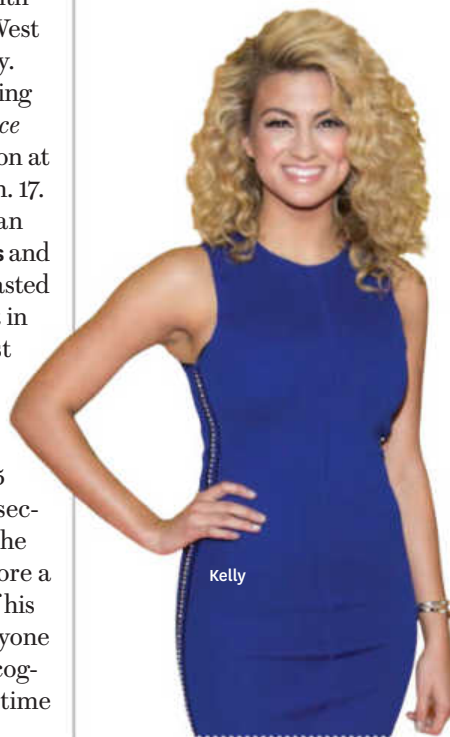 West
y.
ing
ce
on at
n. 17.
an
s and
asted
in
st
5
sec-
he
ore a
his
yone
cog-
time
Kelly